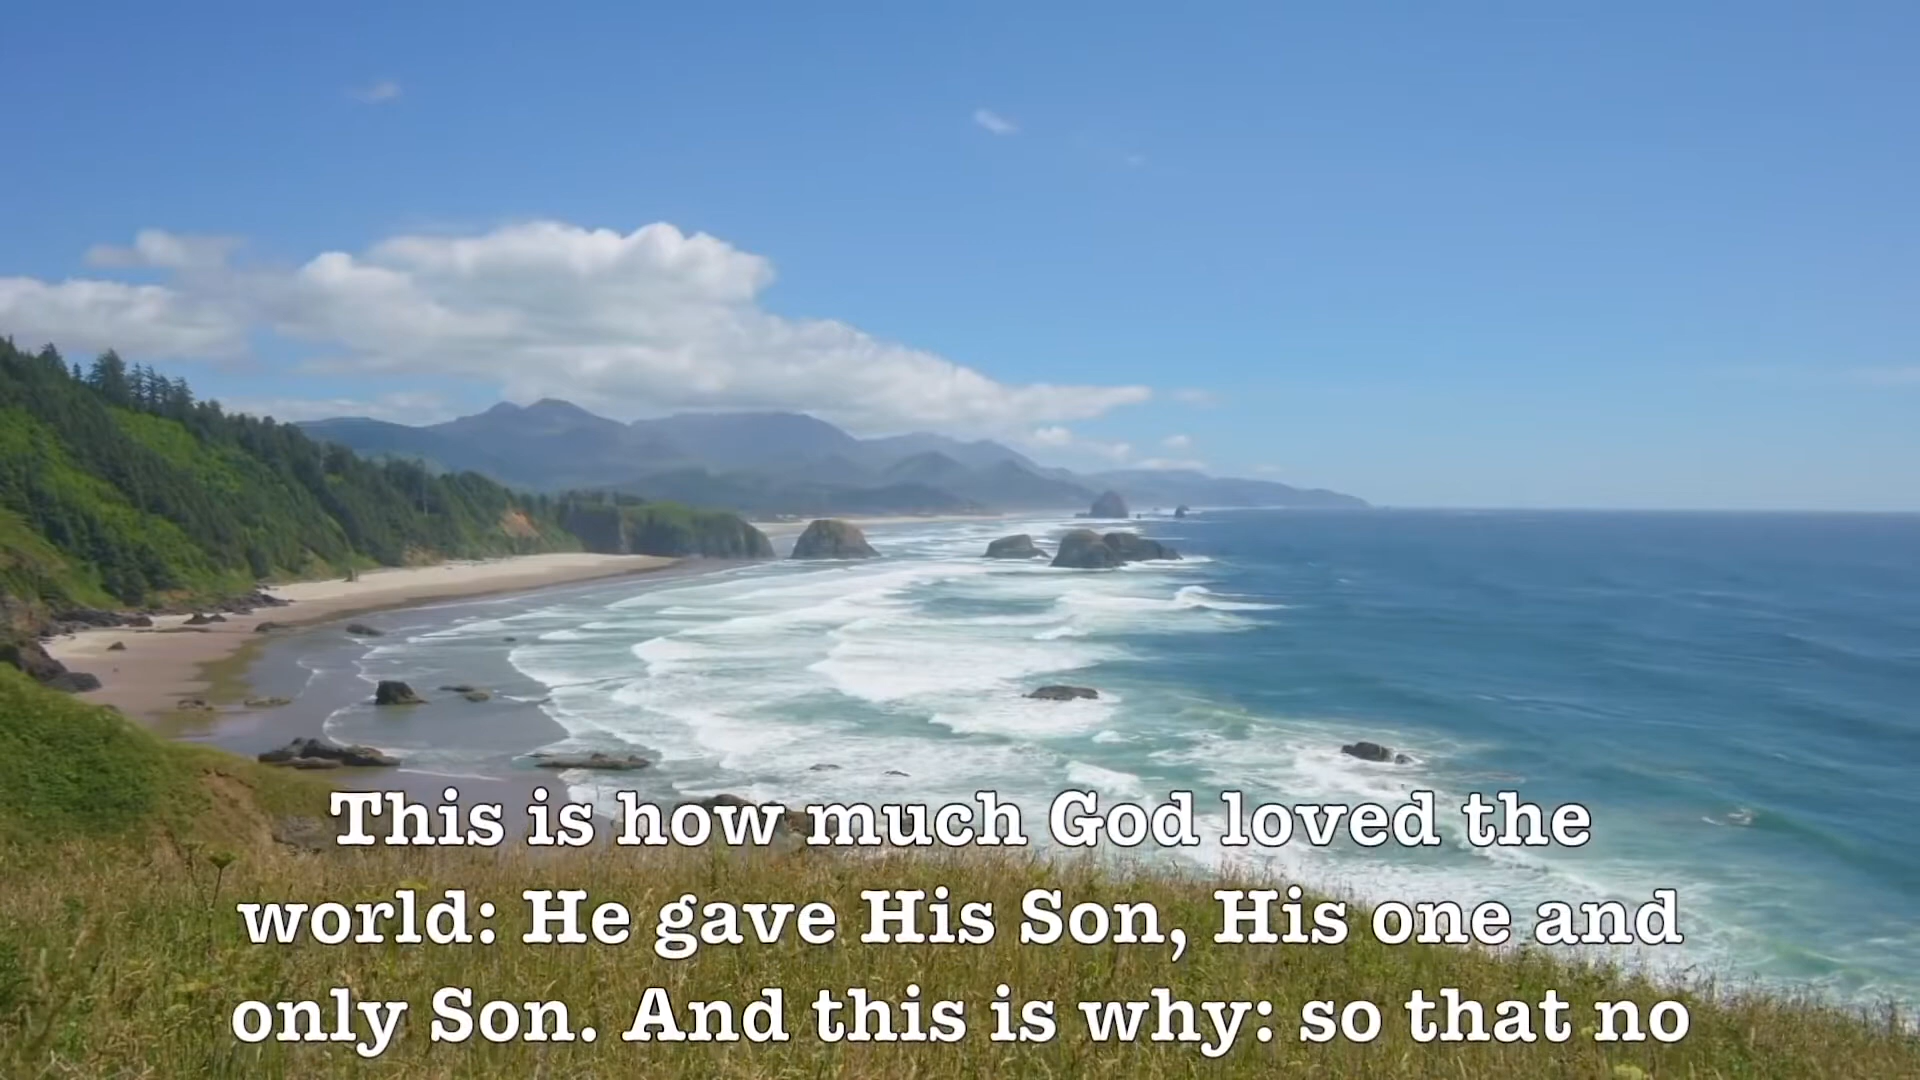 This is how much God loved the
world: He gave His Son, His one and
only Son. And this is why: so that no